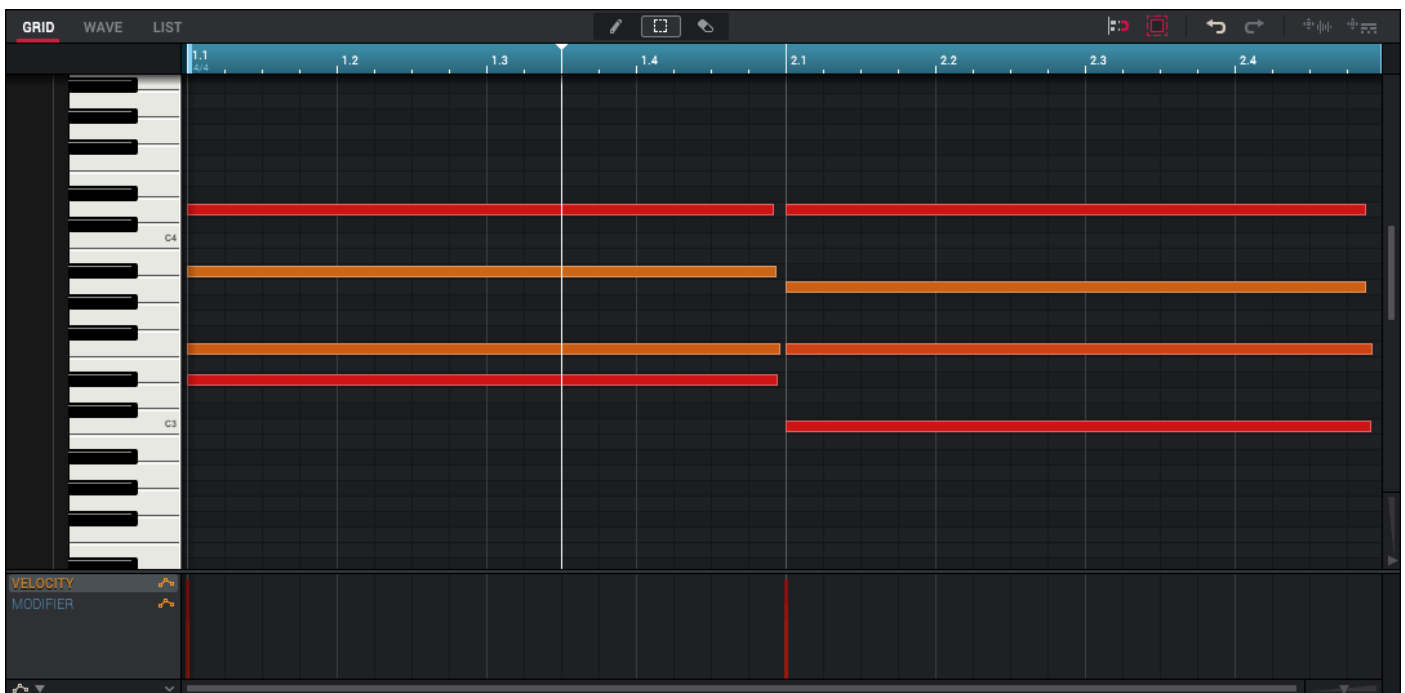 GRID WAVE LIST
1.1 1.2 1.3 1.4 2.1 2.2 2.3 2.4
4/4
C4
C3
VELOCITY
MODIFIER